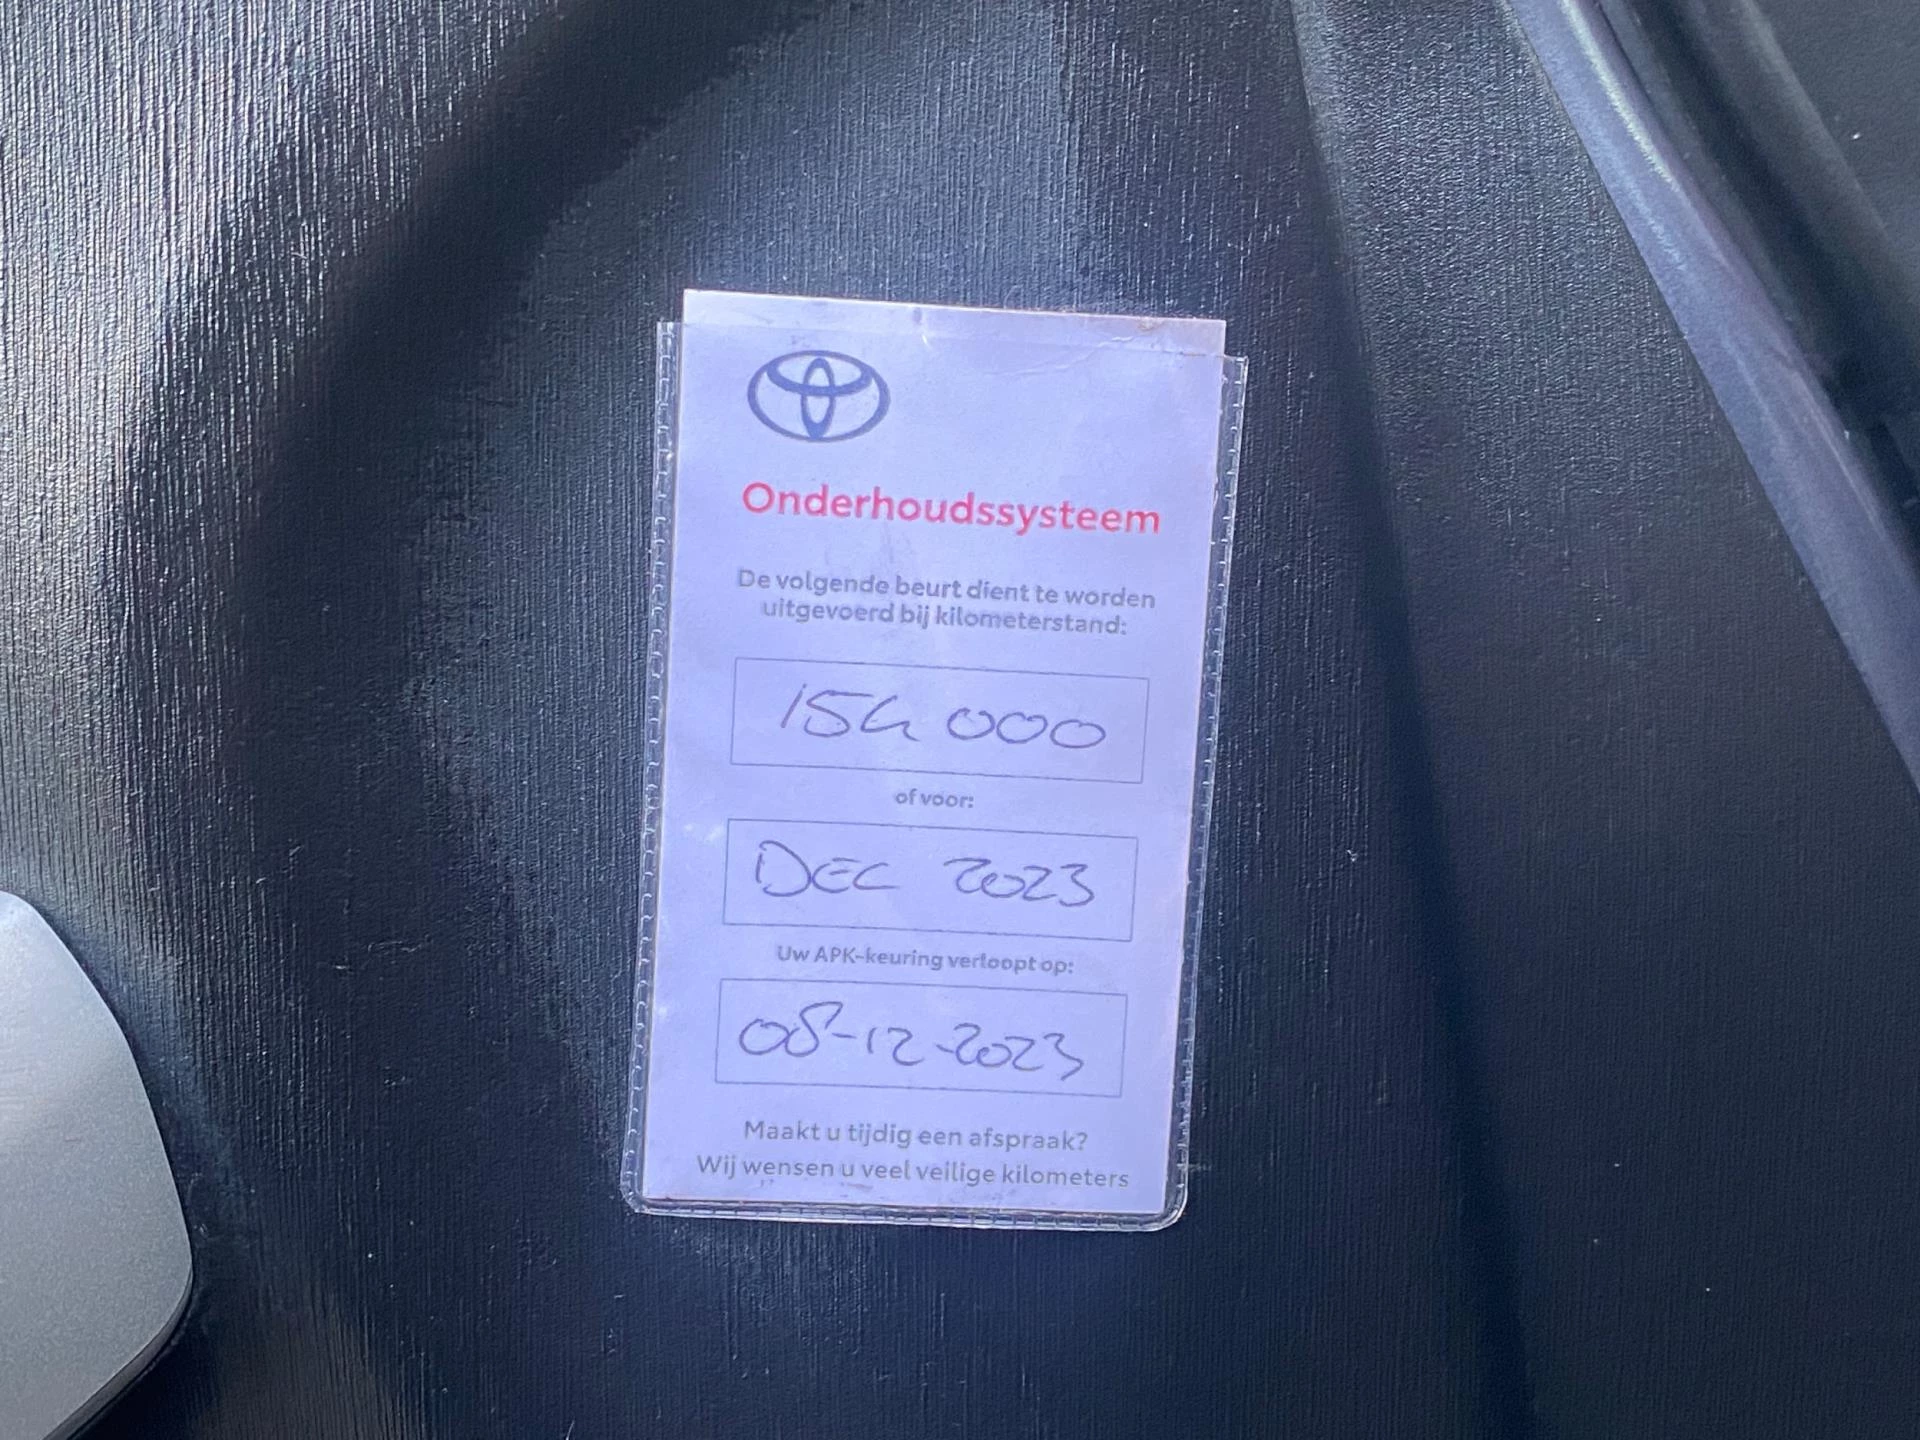 Onderhoudssysteem
De volgende beurt dient te worden
uitgevoerd bij kilometerstand:
154 000
of voor:
DEC 2023
Uw APK-keuring verloopt op:
08-12-2023
Maakt u tijdig een afspraak?
Wij wensen u veel veilige kilometers